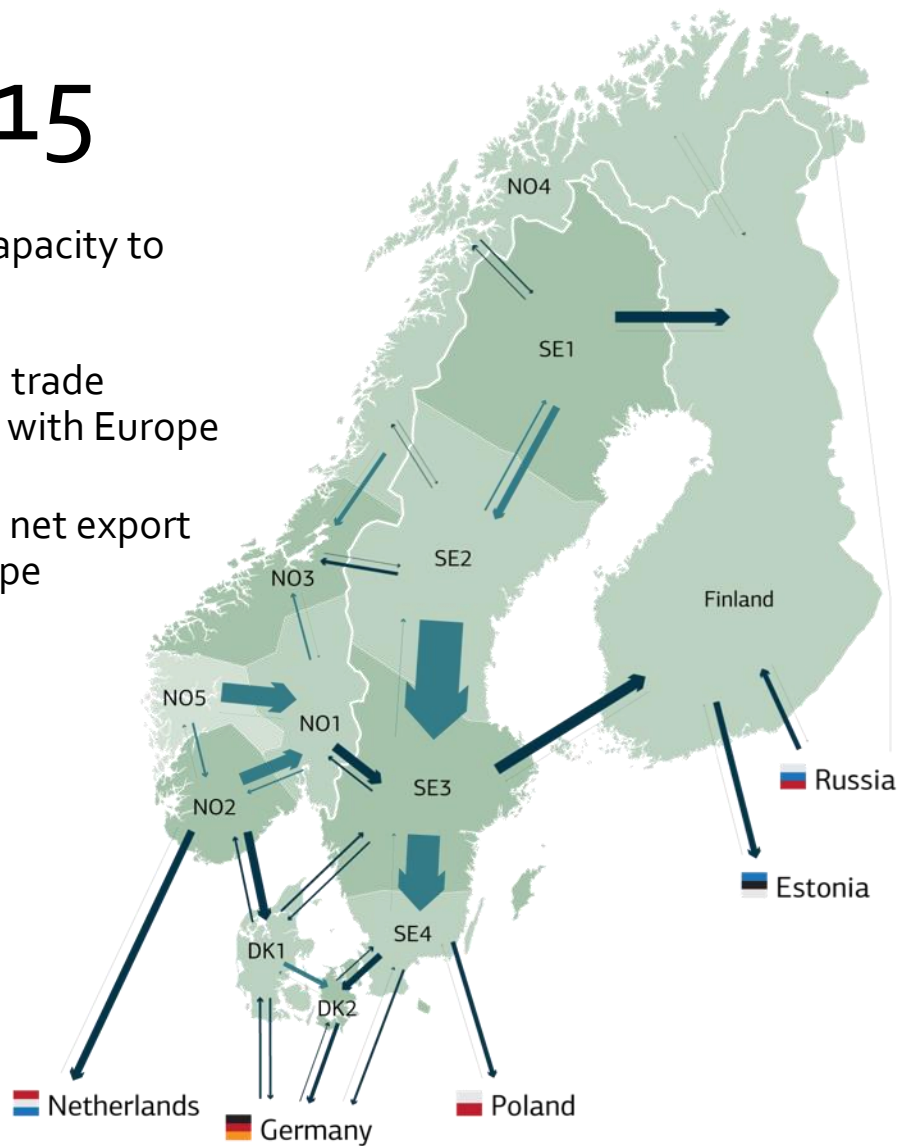 15
apacity to
trade
with Europe
net export
pe
NO4
SE1
SE2
NO3
Finland
NO5
NO1
SE3
NO2
Russia
Estonia
SE4
DK1
DK2
Netherlands
Poland
Germany